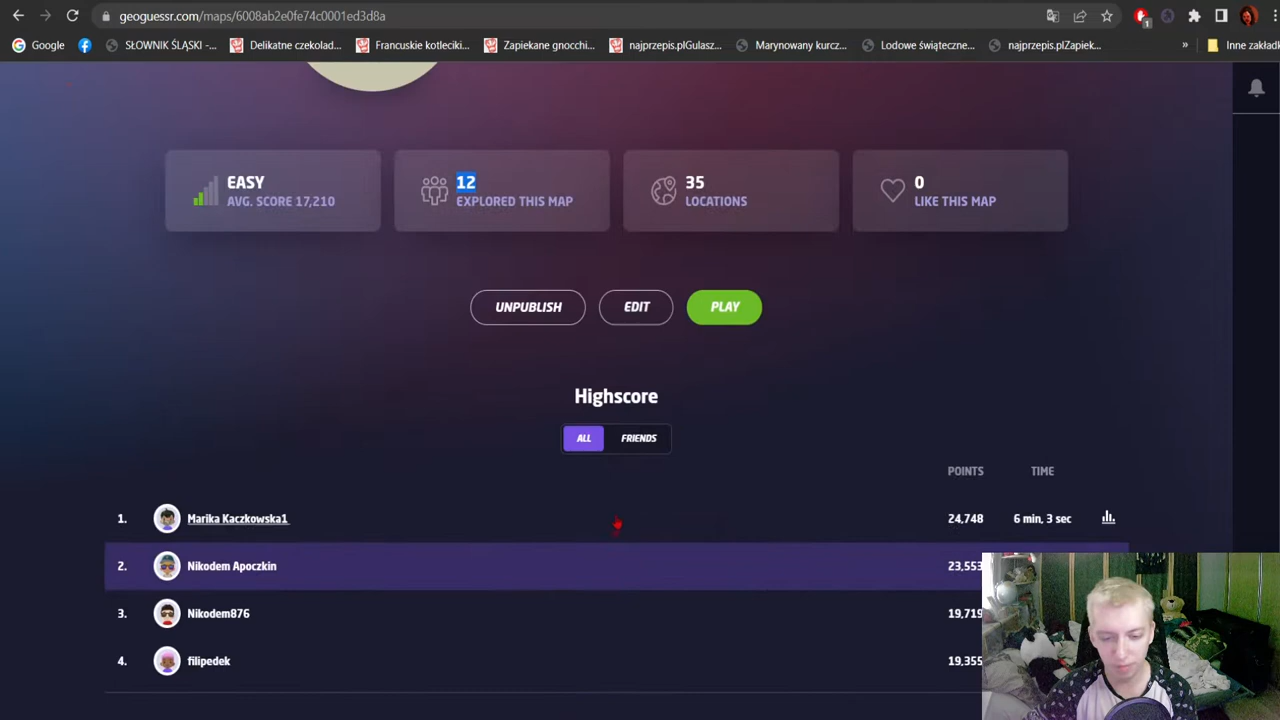 geoguessr.com/maps/6008ab2e0fe74c0001ed3d8a
1
Google
SŁOWNIK ŚLĄSKI -...
Delikatne czekolad...
Francuskie kotleciki...
Zapiekane gnocchi...
najprzepis.plGulasz...
Marynowany kurcz...
Lodowe świąteczne...
najprzepis.plZapiek...
»
Inne zakład
EASY
AVG. SCORE 17,210
12
EXPLORED THIS MAP
35
LOCATIONS
0
LIKE THIS MAP
UNPUBLISH
EDIT
PLAY
Highscore
ALL
FRIENDS
POINTS
TIME
1. Marika Kaczkowska1 24,748 6 min, 3 sec
2. Nikodem Apoczkin 23,553
3. Nikodem876 19,719
4. filipedek 19,355